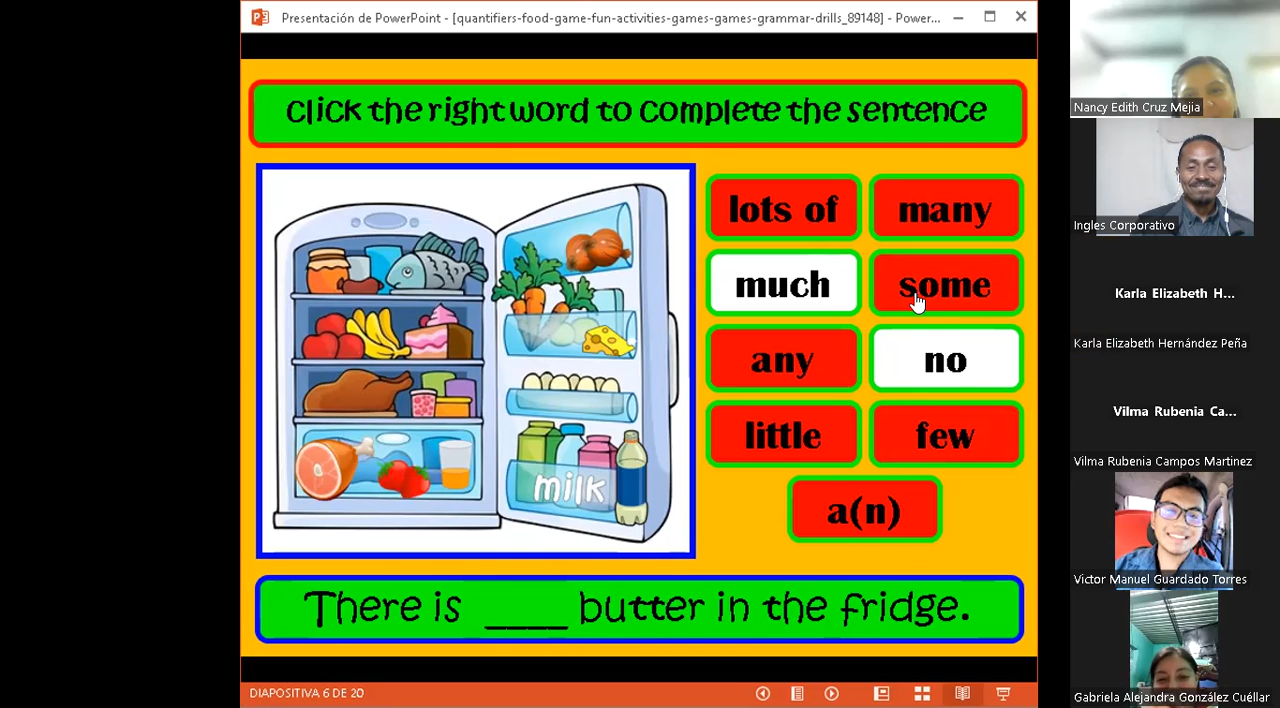 Presentación de PowerPoint - [quantifiers-food-game-fun-activities-games-games-grammar-drills_89148] - Power...
Click the right word to complete the sentence
lots of
many
much
some
any
no
little
few
a(n)
milk
There is ____ butter in the fridge.
DIAPOSITIVA 6 DE 20
Nancy Edith Cruz Mejia
Ingles Corporativo
Karla Elizabeth H...
Karla Elizabeth Hernández Peña
Vilma Rubenia Ca...
Vilma Rubenia Campos Martinez
Victor Manuel Guardado Torres
Gabriela Alejandra González Cuéllar